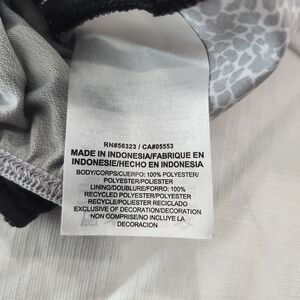 RN#56323 / CA#05553
MADE IN INDONESIA/FABRIQUE EN
INDONESIE/HECHO EN INDONESIA
BODY/CORPS/CUERPO: 100% POLYESTER/
POLYESTER/POLIESTER
LINING/DOUBLURE/FORRO: 100%
RECYCLED POLYESTER/POLYESTER
RECYCLE/POLIESTER RECICLADO
EXCLUSIVE OF DECORATION/DECORATION
NON COMPRISE/NO INCLUYE LA
DECORACION